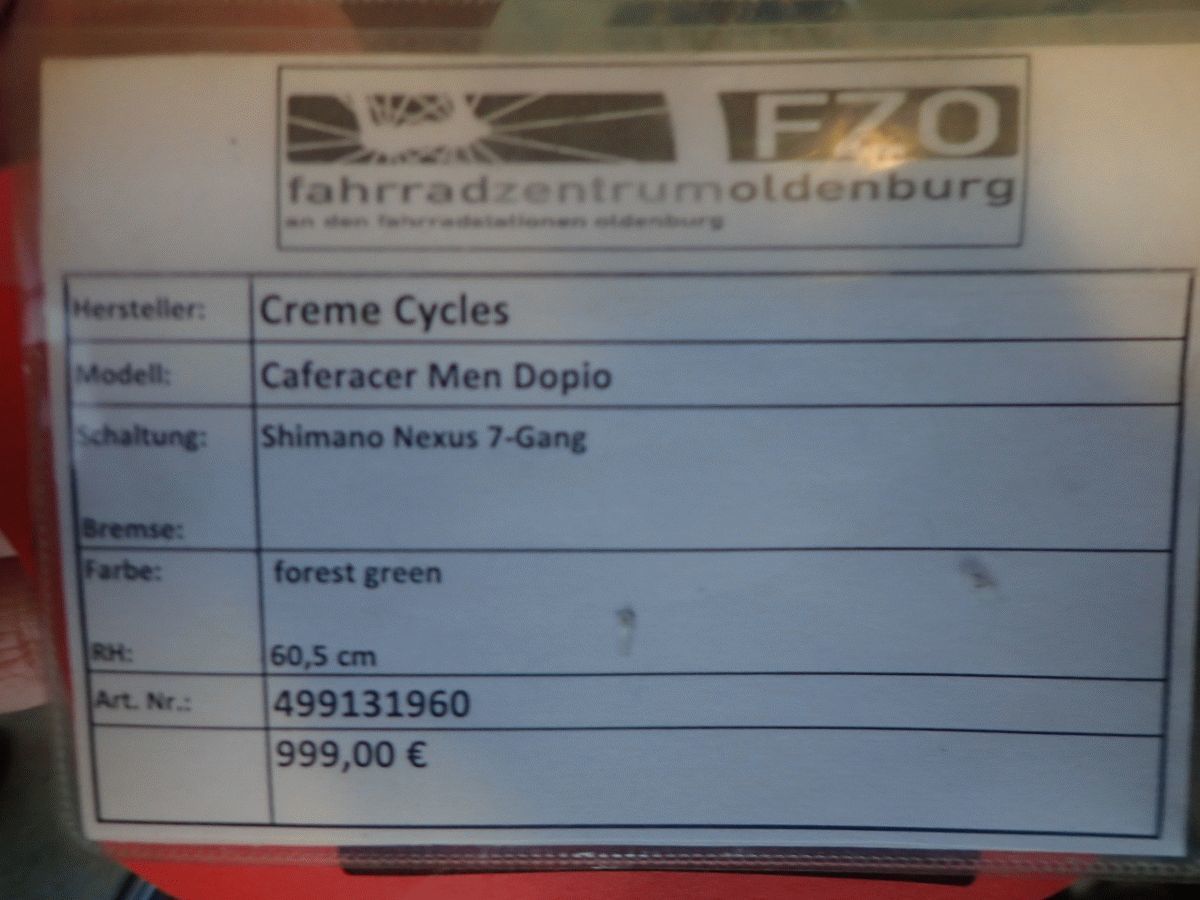 FZO
fahrradzentrumoldenburg
an den fahrradstationen oldenburg
Hersteller: Creme Cycles
Modell: Caferacer Men Dopio
Schaltung: Shimano Nexus 7-Gang
Bremse:
Farbe: forest green
RH: 60,5 cm
Art. Nr.: 499131960
999,00 €